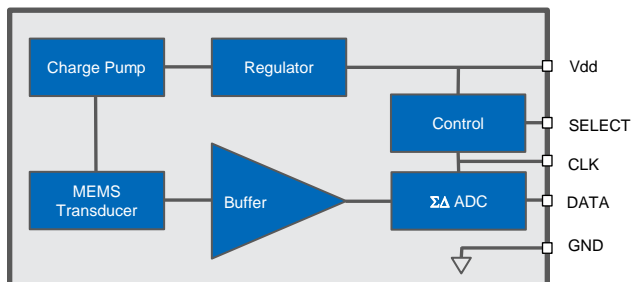 Charge Pump
Regulator
Vdd
Control
SELECT
CLK
MEMS
Transducer
Buffer
ΣΔ ADC
DATA
GND